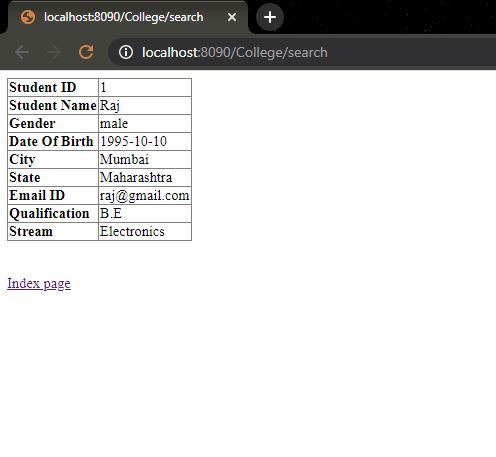 localhost:8090/College/search
localhost:8090/College/search
Student ID 1
Student Name Raj
Gender male
Date Of Birth 1995-10-10
City Mumbai
State Maharashtra
Email ID raj@gmail.com
Qualification B.E
Stream Electronics
Index page